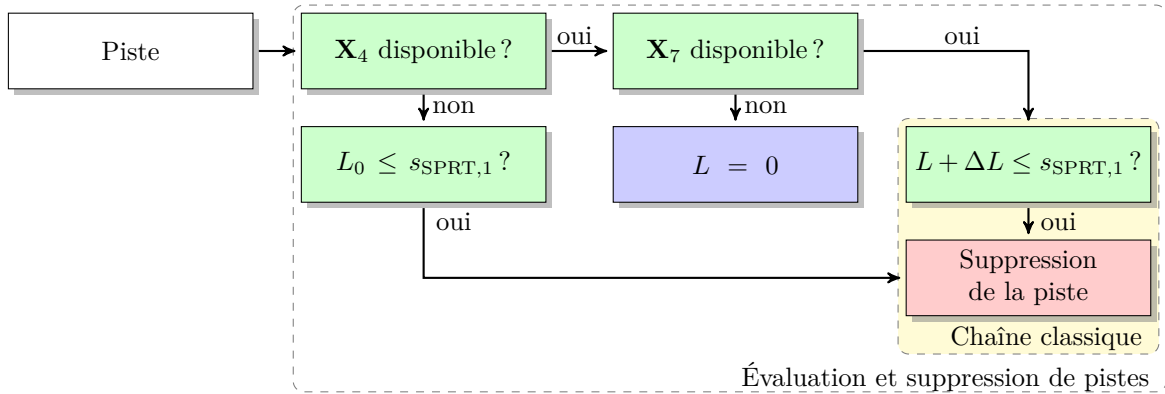 Piste
X₄ disponible ?
oui
X₇ disponible ?
oui
non
non
L₀ ≤ s_SPRT,1 ?
L = 0
L + ΔL ≤ s_SPRT,1 ?
oui
oui
Suppression
de la piste
Chaîne classique
Évaluation et suppression de pistes